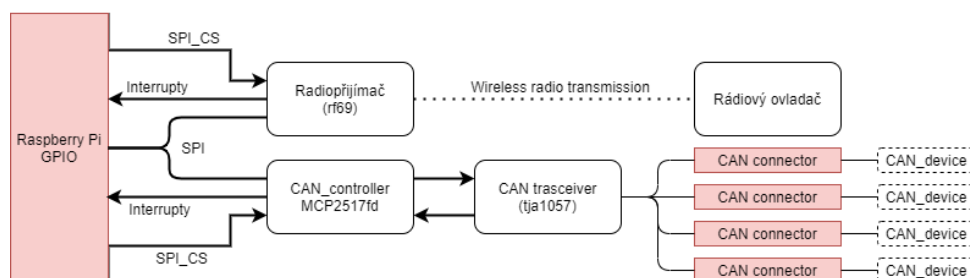 SPI_CS
Interrupty
Radiopřijímač
(rf69)
Wireless radio transmission
Rádiový ovladač
Raspberry Pi
GPIO
SPI
CAN connector
CAN_device
CAN_controller
MCP2517fd
CAN trasceiver
(tja1057)
CAN connector
CAN_device
Interrupty
CAN connector
CAN_device
SPI_CS
CAN connector
CAN_device